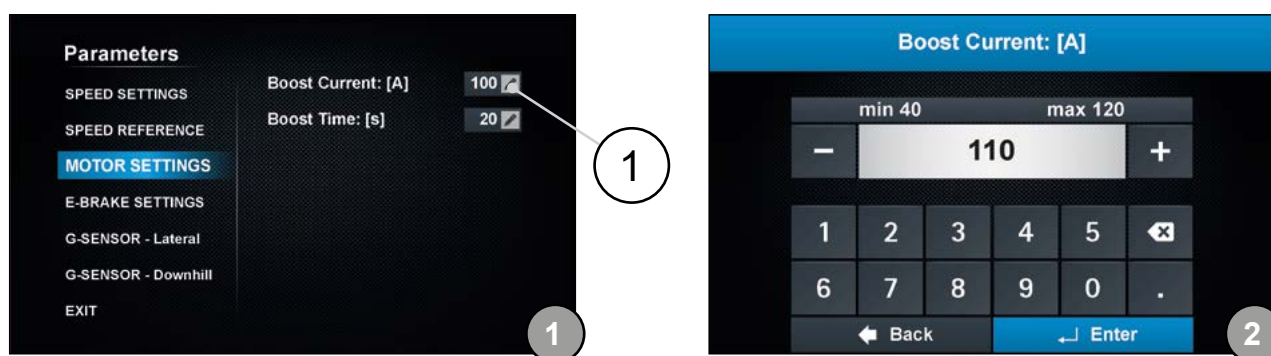 Parameters
SPEED SETTINGS
SPEED REFERENCE
MOTOR SETTINGS
E-BRAKE SETTINGS
G-SENSOR - Lateral
G-SENSOR - Downhill
EXIT
Boost Current: [A] 100
Boost Time: [s] 20
1
1
Boost Current: [A]
min 40 max 120
− 110 +
1 2 3 4 5
6 7 8 9 0 .
Back Enter
2